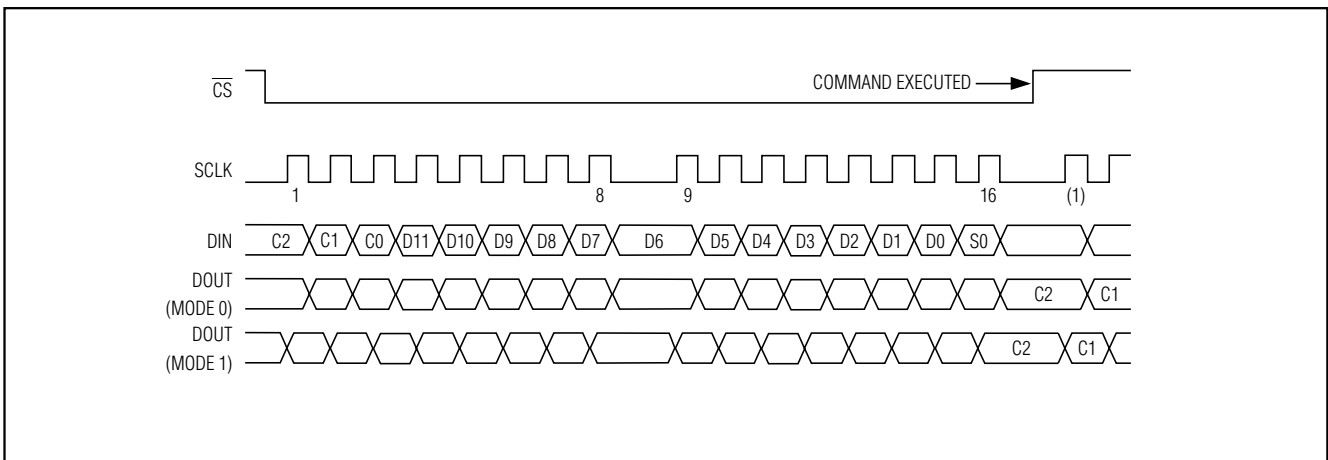 CS
COMMAND EXECUTED
SCLK
1 8 9 16 (1)
DIN C2 C1 C0 D11 D10 D9 D8 D7 D6 D5 D4 D3 D2 D1 D0 S0
DOUT
(MODE 0) C2 C1
DOUT
(MODE 1) C2 C1